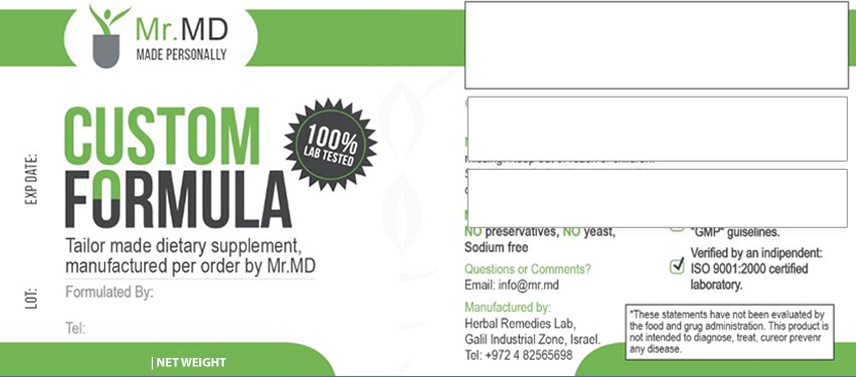 Mr.MD
MADE PERSONALLY
CUSTOM
FORMULA
100%
LAB TESTED
Tailor made dietary supplement,
manufactured per order by Mr.MD
Formulated By:
Tel:
EXP DATE:
LOT:
| NET WEIGHT
NO preservatives, NO yeast,
Sodium free
Questions or Comments?
Email: info@mr.md
Manufactured by:
Herbal Remedies Lab,
Galil Industrial Zone, Israel.
Tel: +972 4 82565698
"GMP" guiselines.
Verified by an indipendent:
ISO 9001:2000 certified
laboratory.
*These statements have not been evaluated by
the food and grug administration. This product is
not intended to diagnose, treat, cureor prevenr
any disease.